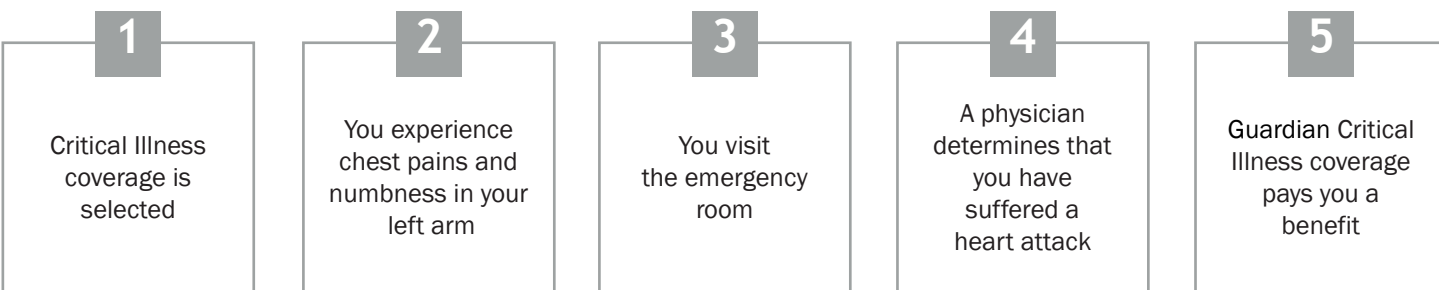 1
Critical Illness
coverage is
selected
2
You experience
chest pains and
numbness in your
left arm
3
You visit
the emergency
room
4
A physician
determines that
you have
suffered a
heart attack
5
Guardian Critical
Illness coverage
pays you a
benefit